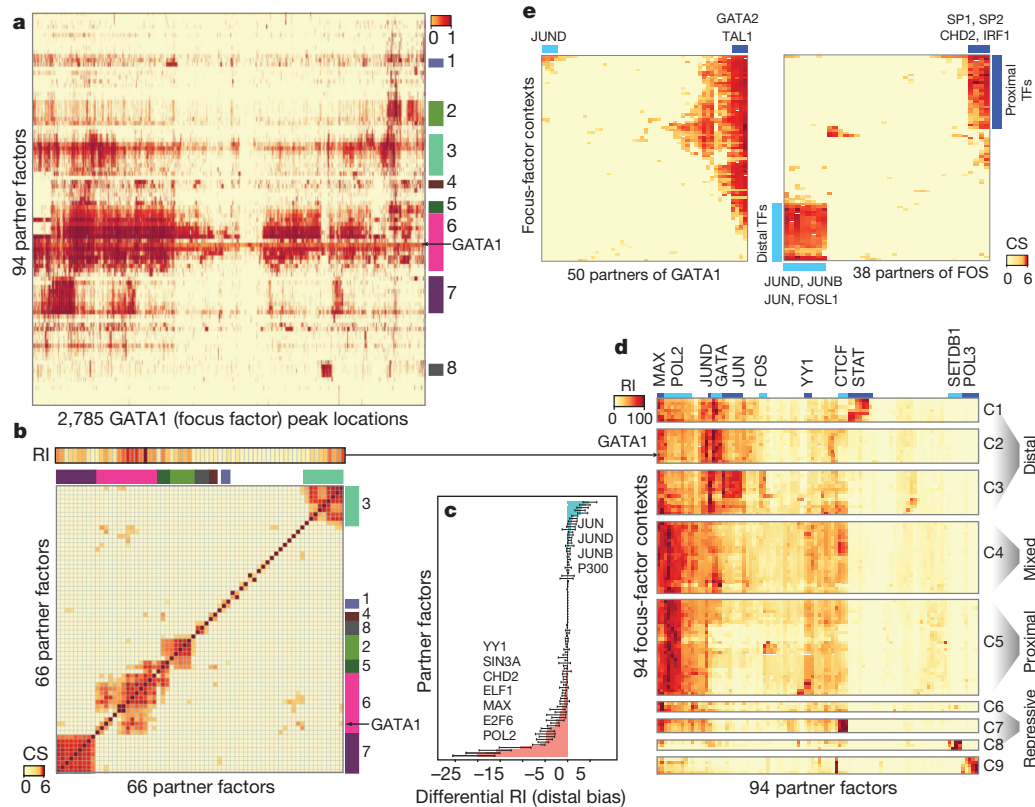 a
0 1
1
2
3
4
5
6
GATA1
7
8
94 partner factors
2,785 GATA1 (focus factor) peak locations
b
RI
3
1
4
8
2
5
6
GATA1
7
66 partner factors
CS
0 6
66 partner factors
c
JUN
JUND
JUNB
P300
YY1
SIN3A
CHD2
ELF1
MAX
E2F6
POL2
Partner factors
−25
−15
−5
0
5
Differential RI (distal bias)
e
JUND
GATA2
TAL1
SP1, SP2
CHD2, IRF1
Focus-factor contexts
Proximal
TFs
Distal TFs
50 partners of GATA1
JUND, JUNB
JUN, FOSL1
38 partners of FOS
CS
0 6
d
RI
0 100
MAX
POL2
JUND
GATA
JUN
FOS
YY1
CTCF
STAT
SETDB1
POL3
GATA1
C1
C2
C3
C4
C5
C6
C7
C8
C9
Distal
Mixed
Proximal
Repressive
94 focus-factor contexts
94 partner factors